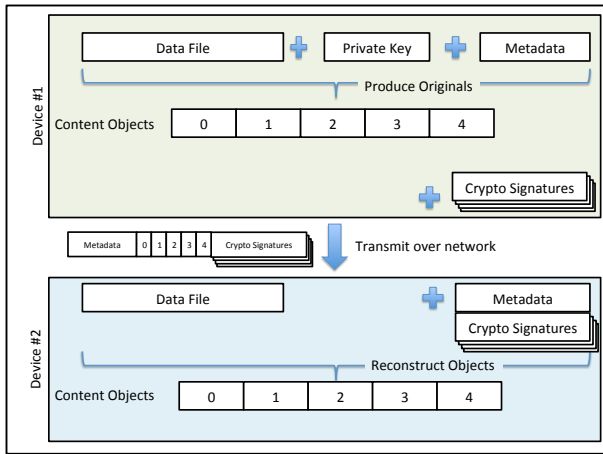 Device #1
Data File
Private Key
Metadata
Produce Originals
Content Objects
0 1 2 3 4
Crypto Signatures
Metadata 0 1 2 3 4 Crypto Signatures
Transmit over network
Device #2
Data File
Metadata
Crypto Signatures
Reconstruct Objects
Content Objects
0 1 2 3 4